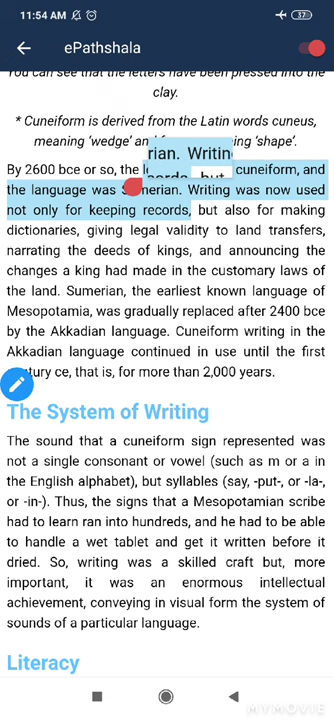 11:54 AM
37
ePathshala
You can see that the letters have been pressed into the
clay.
* Cuneiform is derived from the Latin words cuneus,
meaning 'wedge' and ing 'shape'.
rian. Writin
By 2600 bce or so, the cuneiform, and
the language was Sumerian. Writing was now used
not only for keeping records, but also for making
dictionaries, giving legal validity to land transfers,
narrating the deeds of kings, and announcing the
changes a king had made in the customary laws of
the land. Sumerian, the earliest known language of
Mesopotamia, was gradually replaced after 2400 bce
by the Akkadian language. Cuneiform writing in the
Akkadian language continued in use until the first
century ce, that is, for more than 2,000 years.
The System of Writing
The sound that a cuneiform sign represented was
not a single consonant or vowel (such as m or a in
the English alphabet), but syllables (say, -put-, or -la-,
or -in-). Thus, the signs that a Mesopotamian scribe
had to learn ran into hundreds, and he had to be able
to handle a wet tablet and get it written before it
dried. So, writing was a skilled craft but, more
important, it was an enormous intellectual
achievement, conveying in visual form the system of
sounds of a particular language.
Literacy
MYMOVIE